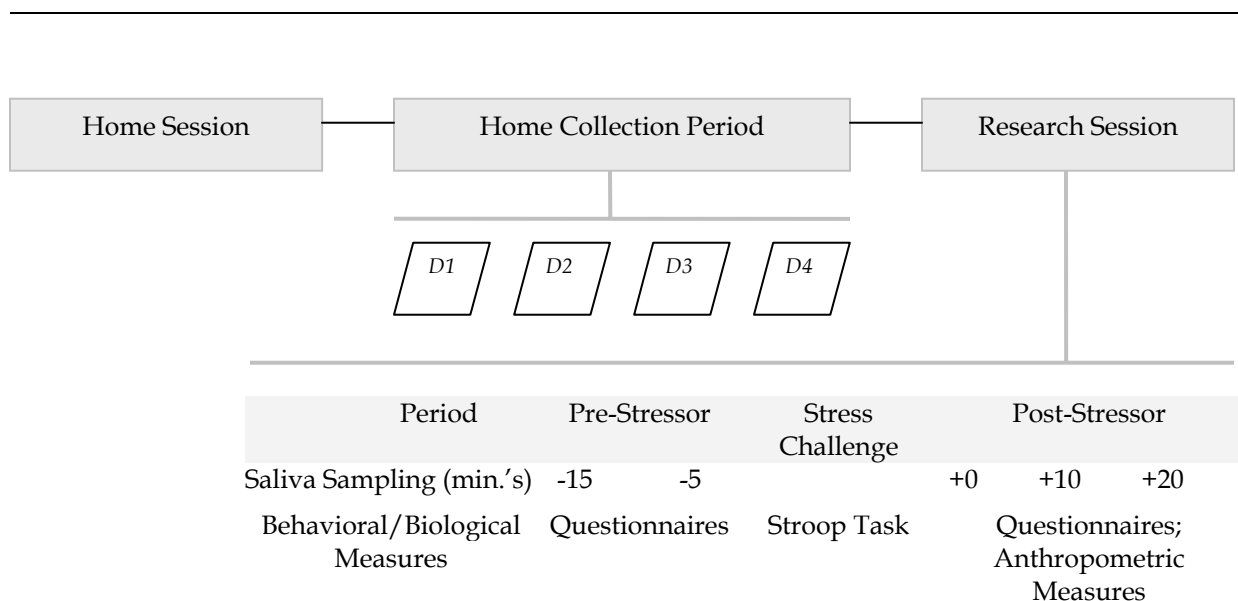 Home Session Home Collection Period Research Session
D1 D2 D3 D4
Period Pre-Stressor Stress Post-Stressor
Challenge
Saliva Sampling (min.’s) -15 -5 +0 +10 +20
Behavioral/Biological Questionnaires Stroop Task Questionnaires;
Measures Anthropometric
Measures